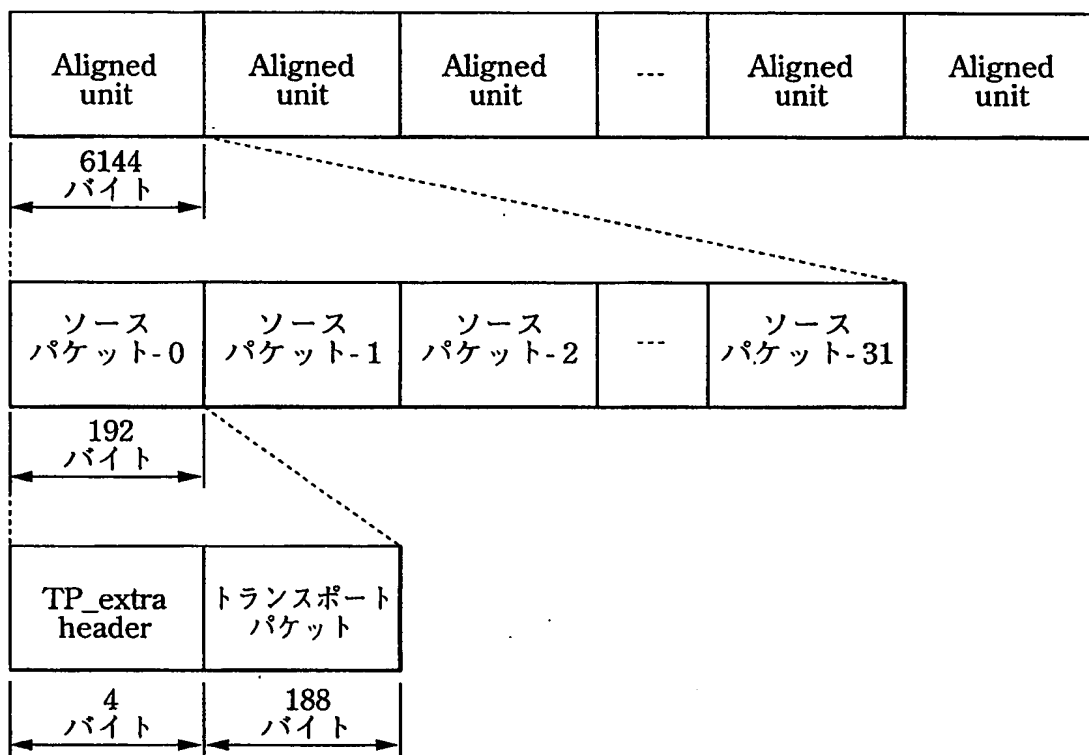 Aligned unit
Aligned unit
Aligned unit
---
Aligned unit
Aligned unit
6144
バイト
ソース
パケット-0
ソース
パケット-1
ソース
パケット-2
---
ソース
パケット-31
192
バイト
TP_extra
header
トランスポート
パケット
4
バイト
188
バイト